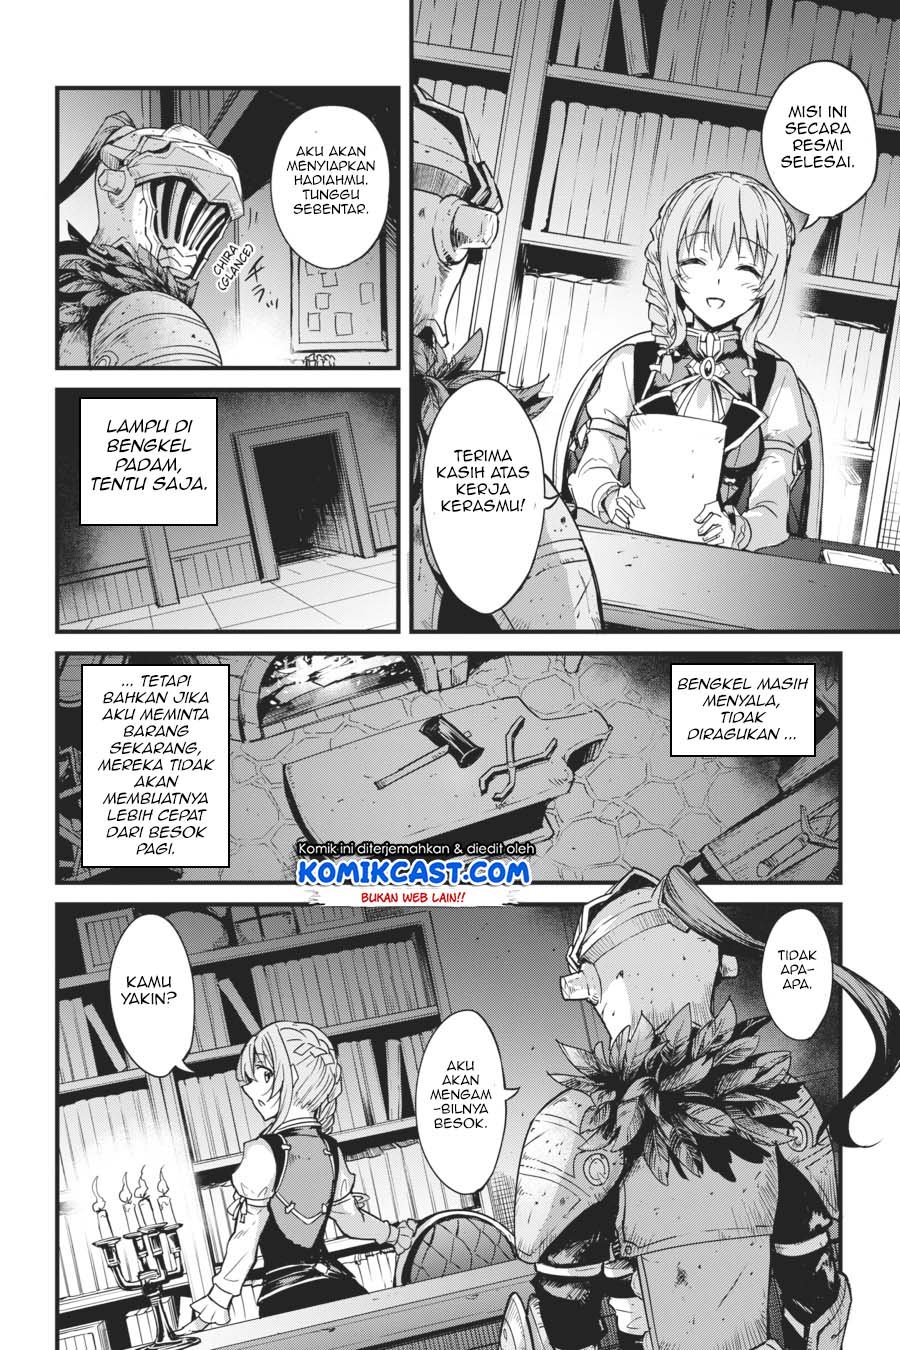 MISI INI
SECARA
RESMI
SELESAI.
TERIMA
KASIH ATAS
KERJA
KERASMU!
AKU AKAN
MENYIAPKAN
HADIAHMU.
TUNGGU
SEBENTAR.
CHIRA
(GLANCE)
LAMPU DI
BENGKEL
PADAM,
TENTU SAJA.
BENGKEL MASIH
MENYALA,
TIDAK
DIRAGUKAN ...
... TETAPI
BAHKAN JIKA
AKU MEMINTA
BARANG
SEKARANG,
MEREKA TIDAK
AKAN
MEMBUATNYA
LEBIH CEPAT
DARI BESOK
PAGI.
Komik ini diterjemahkan & diedit oleh
KOMIKCAST.COM
BUKAN WEB LAIN!!
TIDAK
APA-
APA.
AKU
AKAN
MENGAM
-BILNYA
BESOK.
KAMU
YAKIN?